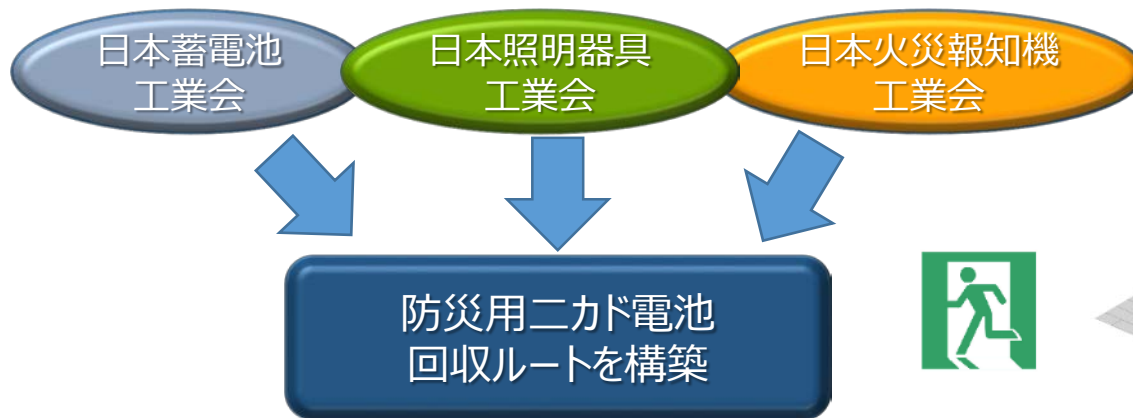 日本蓄電池
工業会
日本照明器具
工業会
日本火災報知機
工業会
防災用ニカド電池
回収ルートを構築